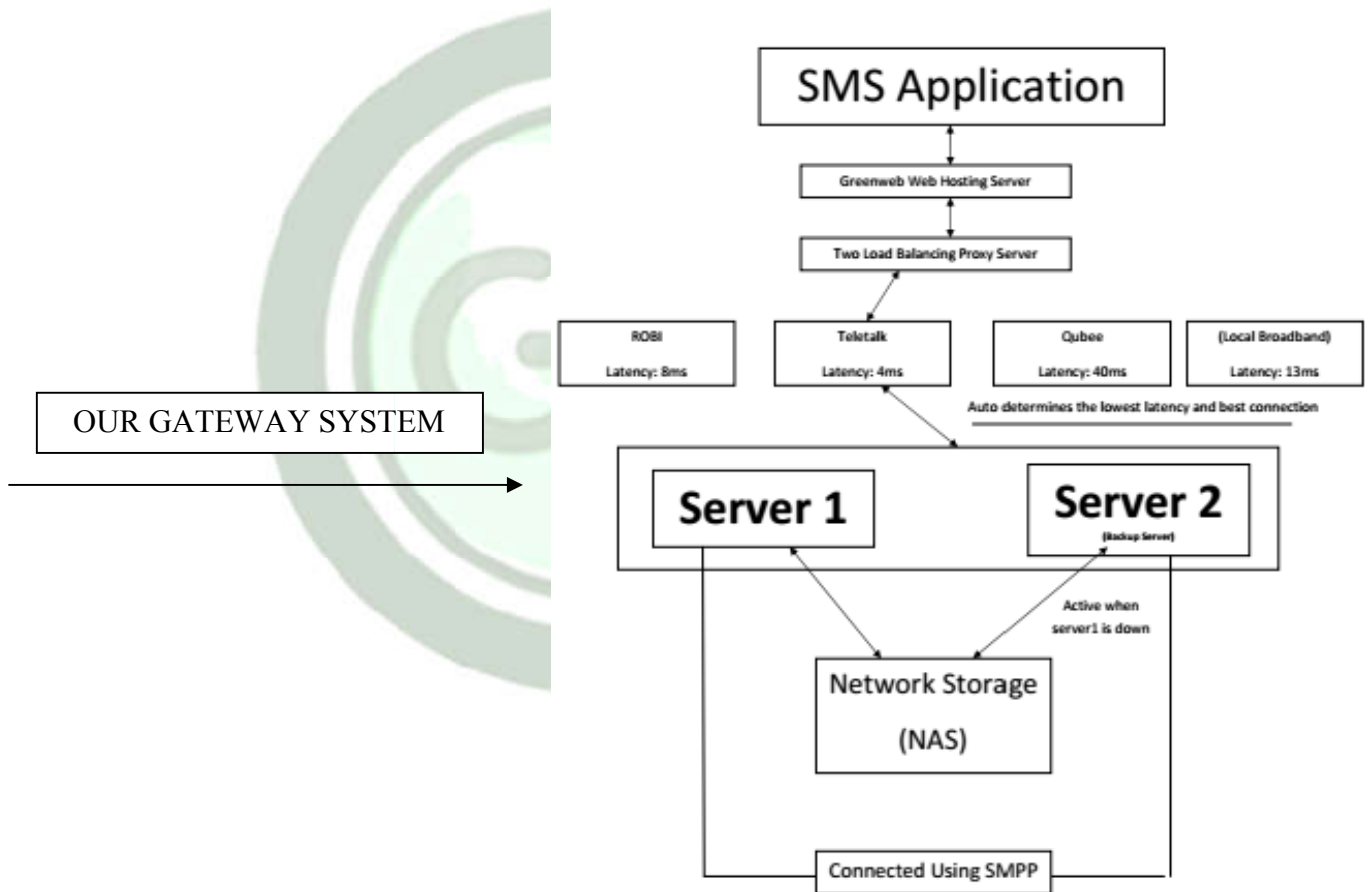 SMS Application
Greenweb Web Hosting Server
Two Load Balancing Proxy Server
ROBI
Latency: 8ms
Teletalk
Latency: 4ms
Qubee
Latency: 40ms
(Local Broadband)
Latency: 13ms
Auto determines the lowest latency and best connection
OUR GATEWAY SYSTEM
Server 1
Server 2
(Backup Server)
Active when
server1 is down
Network Storage
(NAS)
Connected Using SMPP